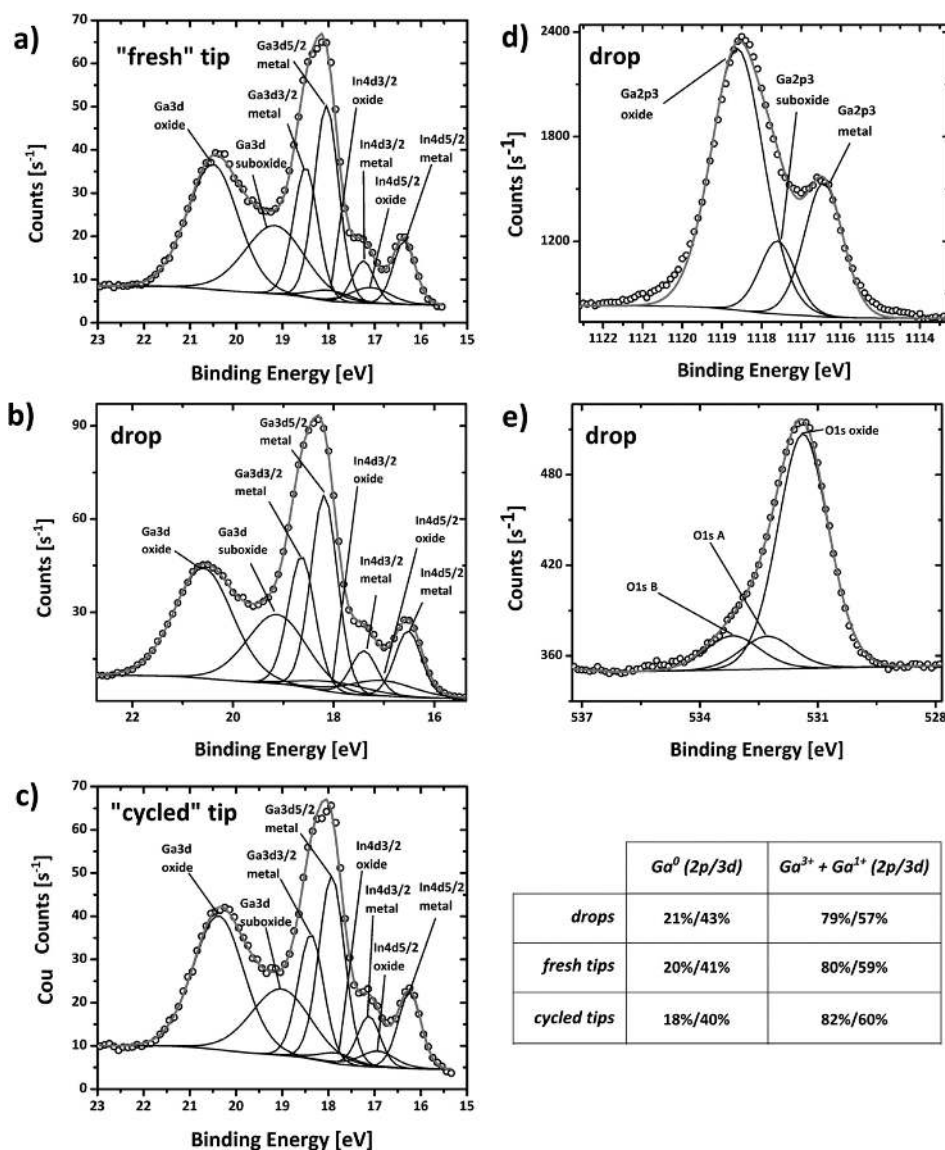 a)
"fresh" tip
Ga3d5/2
metal
In4d3/2
oxide
Ga3d3/2
metal
Ga3d
oxide
In4d3/2
metal
In4d5/2
metal
Ga3d
suboxide
In4d5/2
oxide
Counts [s⁻¹]
70
60
50
40
30
20
10
0
23 22 21 20 19 18 17 16 15
Binding Energy [eV]
d)
drop
Ga2p3
oxide
Ga2p3
suboxide
Ga2p3
metal
Counts [s⁻¹]
2400
1800
1200
1122 1121 1120 1119 1118 1117 1116 1115 1114
Binding Energy [eV]
b)
drop
Ga3d5/2
metal
In4d3/2
oxide
Ga3d3/2
metal
Ga3d
oxide
Ga3d
suboxide
In4d5/2
oxide
In4d3/2
metal
In4d5/2
metal
Counts [s⁻¹]
90
60
30
22 20 18 16
Binding Energy [eV]
e)
drop
O1s oxide
O1s A
O1s B
Counts [s⁻¹]
480
420
360
537 534 531 528
Binding Energy [eV]
c)
"cycled" tip
Ga3d5/2
metal
Ga3d3/2
metal
In4d3/2
oxide
Ga3d
oxide
Ga3d
suboxide
In4d3/2
metal
In4d5/2
metal
In4d5/2
oxide
Cou Counts [s⁻¹]
70
60
50
40
30
20
10
0
23 22 21 20 19 18 17 16 15
Binding Energy [eV]
Ga⁰ (2p/3d) Ga³⁺ + Ga¹⁺ (2p/3d)
drops 21%/43% 79%/57%
fresh tips 20%/41% 80%/59%
cycled tips 18%/40% 82%/60%